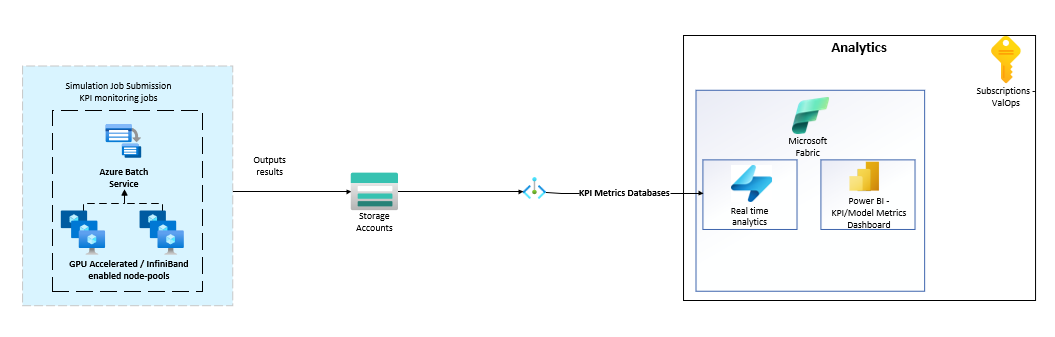 Simulation Job Submission
KPI monitoring jobs
Azure Batch
Service
GPU Accelerated / InfiniBand
enabled node-pools
Outputs
results
Storage
Accounts
KPI Metrics Databases
Analytics
Subscriptions -
ValOps
Microsoft
Fabric
Real time
analytics
Power BI -
KPI/Model Metrics
Dashboard